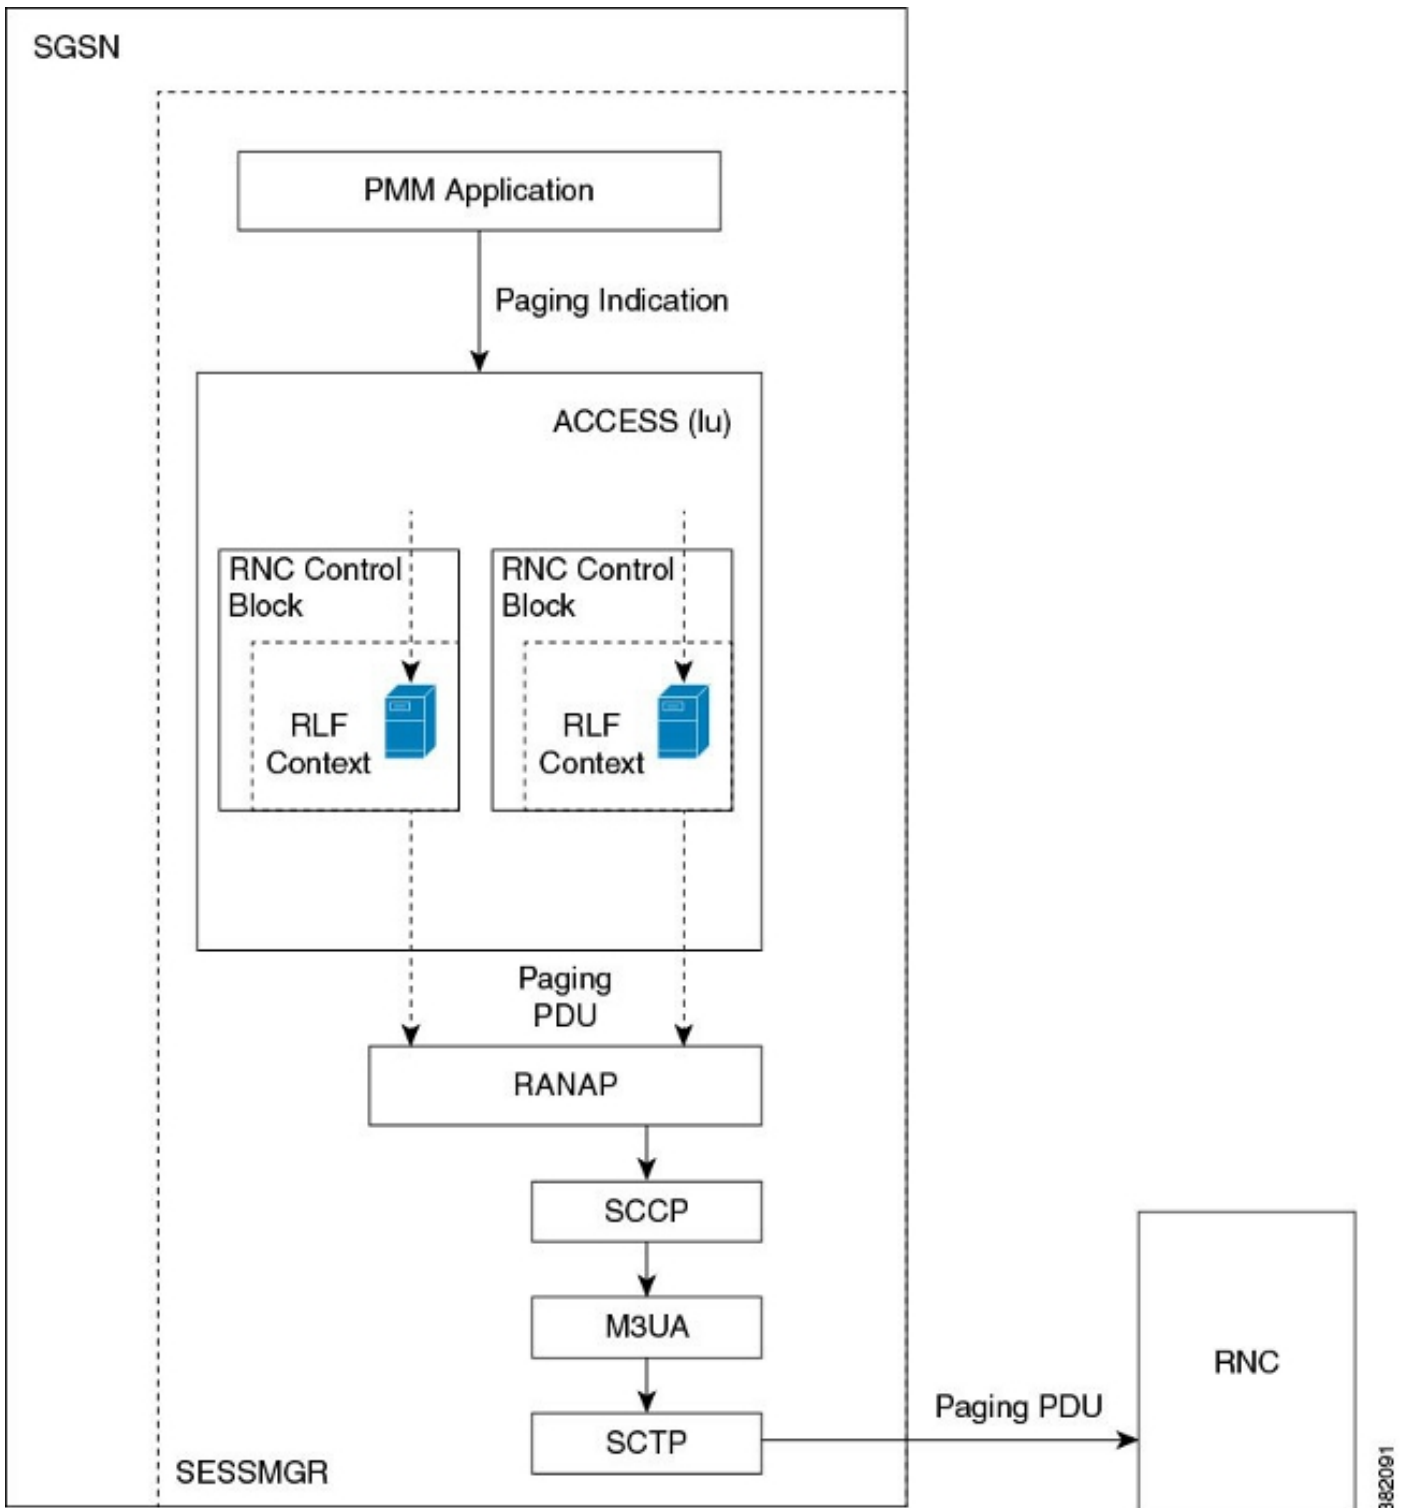 SGSN
PMM Application
Paging Indication
ACCESS (Iu)
RNC Control
Block
RLF
Context
RNC Control
Block
RLF
Context
Paging
PDU
RANAP
SCCP
M3UA
SCTP
SESSMGR
Paging PDU
RNC
382091